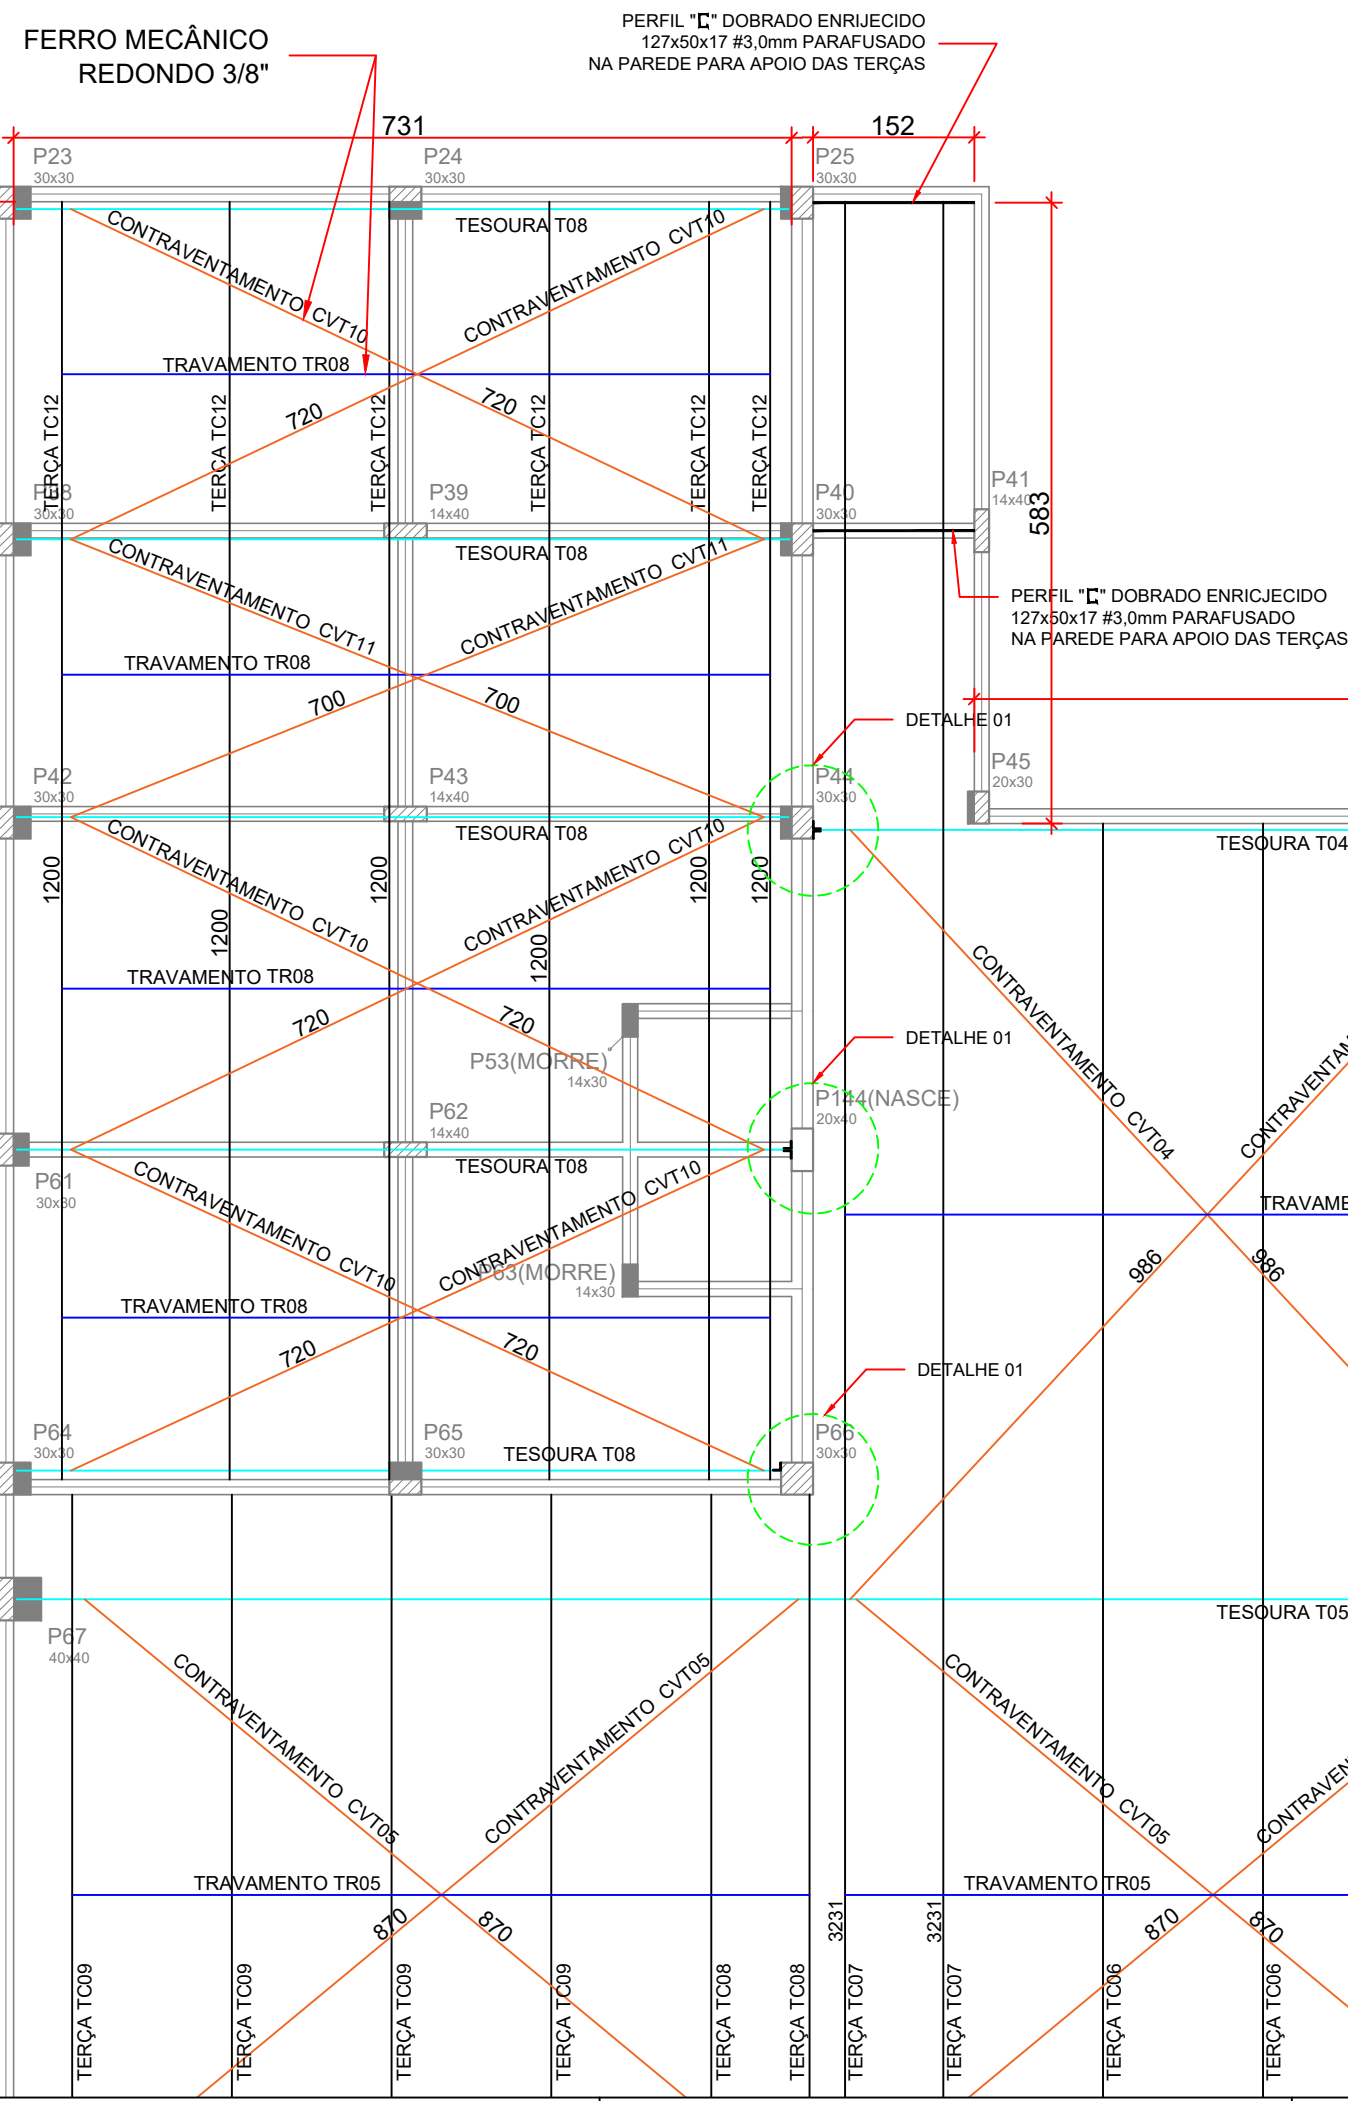 FERRO MECÂNICO
REDONDO 3/8"
PERFIL "C" DOBRADO ENRIJECIDO
127x50x17 #3,0mm PARAFUSADO
NA PAREDE PARA APOIO DAS TERÇAS
731
152
P23
30x30
P24
30x30
P25
30x30
TESOURA T08
CONTRAVENTAMENTO CVT10
CONTRAVENTAMENTO CVT10
TRAVAMENTO TR08
720
720
TERÇA TC12
TERÇA TC12
TERÇA TC12
TERÇA TC12
TERÇA TC12
TERÇA TC12
P38
30x30
P39
14x40
P40
30x30
P41
14x40
583
TESOURA T08
CONTRAVENTAMENTO CVT11
CONTRAVENTAMENTO CVT11
PERFIL "C" DOBRADO ENRICJECIDO
127x50x17 #3,0mm PARAFUSADO
NA PAREDE PARA APOIO DAS TERÇAS
TRAVAMENTO TR08
700
700
DETALHE 01
P42
30x30
P43
14x40
P44
30x30
P45
20x30
TESOURA T08
TESOURA T04
CONTRAVENTAMENTO CVT10
CONTRAVENTAMENTO CVT10
1200
1200
1200
1200
1200
1200
TRAVAMENTO TR08
720
720
CONTRAVENTAMENTO CVT04
DETALHE 01
P53(MORRE)
14x30
P144(NASCE)
20x40
P62
14x40
TESOURA T08
P61
30x30
CONTRAVENTAMENTO CVT10
CONTRAVENTAMENTO CVT10
CONTRAVENTAM
TRAVAME
986
986
P63(MORRE)
14x30
TRAVAMENTO TR08
720
720
DETALHE 01
P64
30x30
P65
30x30
P66
30x30
TESOURA T08
TESOURA T05
P67
40x40
CONTRAVENTAMENTO CVT05
CONTRAVENTAMENTO CVT05
CONTRAVENTAMENTO CVT05
CONTRAVEN
TRAVAMENTO TR05
TRAVAMENTO TR05
870
870
3231
3231
870
870
TERÇA TC09
TERÇA TC09
TERÇA TC09
TERÇA TC09
TERÇA TC08
TERÇA TC08
TERÇA TC07
TERÇA TC07
TERÇA TC06
TERÇA TC06